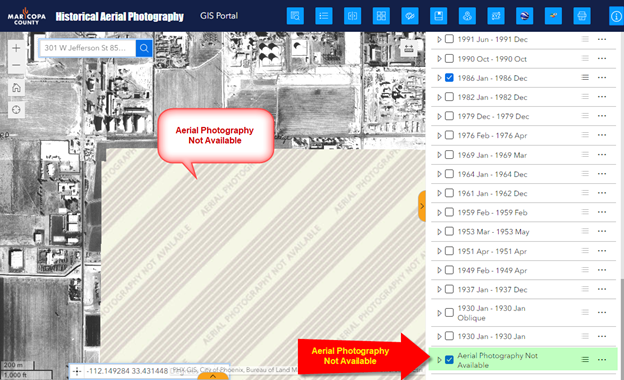 MARICOPA
COUNTY
Historical Aerial Photography
GIS Portal
301 W Jefferson St 85...
Aerial Photography
Not Available
AERIAL PHOTOGRAPHY NOT AVAILABLE
1991 Jun - 1991 Dec
1990 Oct - 1990 Oct
1986 Jan - 1986 Dec
1982 Jan - 1982 Dec
1979 Dec - 1979 Dec
1976 Feb - 1976 Apr
1969 Jan - 1969 Mar
1964 Jan - 1964 Dec
1961 Jan - 1962 Dec
1959 Feb - 1959 Feb
1953 Mar - 1953 May
1951 Apr - 1951 Apr
1949 Feb - 1949 Apr
1937 Jan - 1937 Dec
1930 Jan - 1930 Jan
Oblique
1930 Jan - 1930 Jan
Aerial Photography Not
Available
Aerial Photography
Not Available
200 m
1,000 ft
-112.149284 33.431448
PHX GIS, City of Phoenix, Bureau of Land M